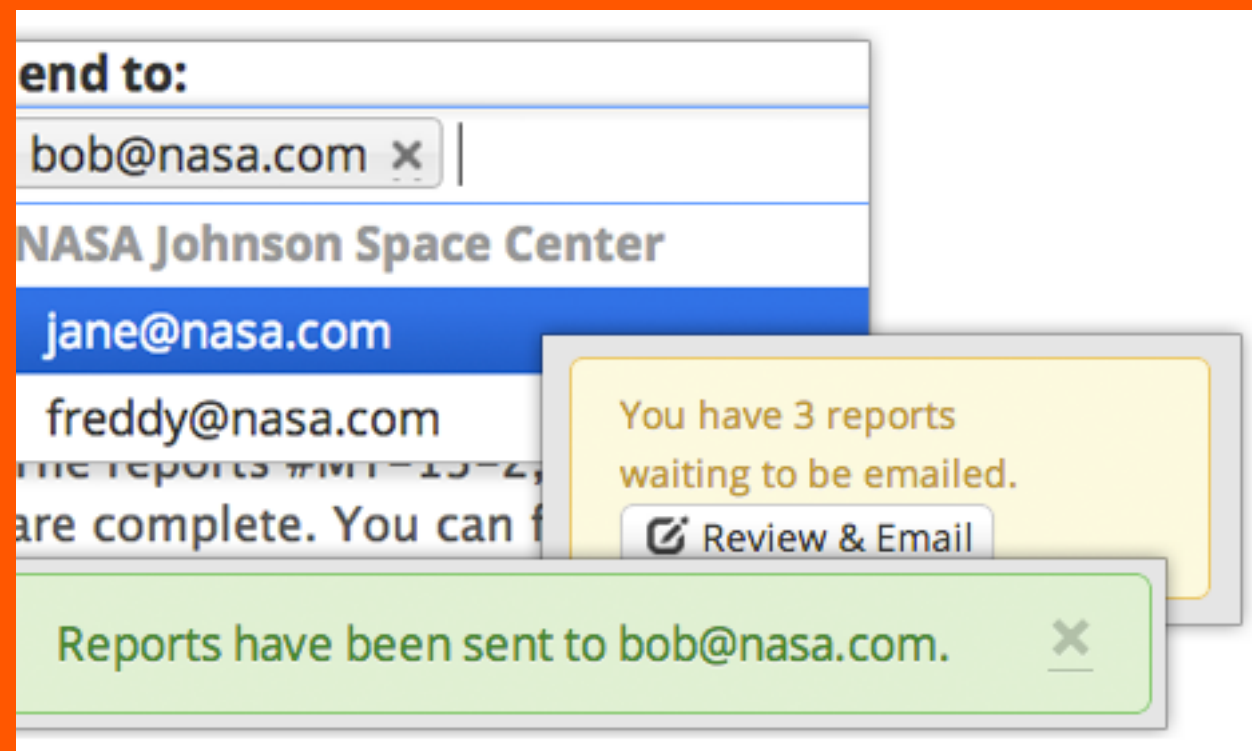 end to:
bob@nasa.com ×
NASA Johnson Space Center
jane@nasa.com
freddy@nasa.com
reports
are complete. You can
You have 3 reports
waiting to be emailed.
Review & Email
Reports have been sent to bob@nasa.com. ×